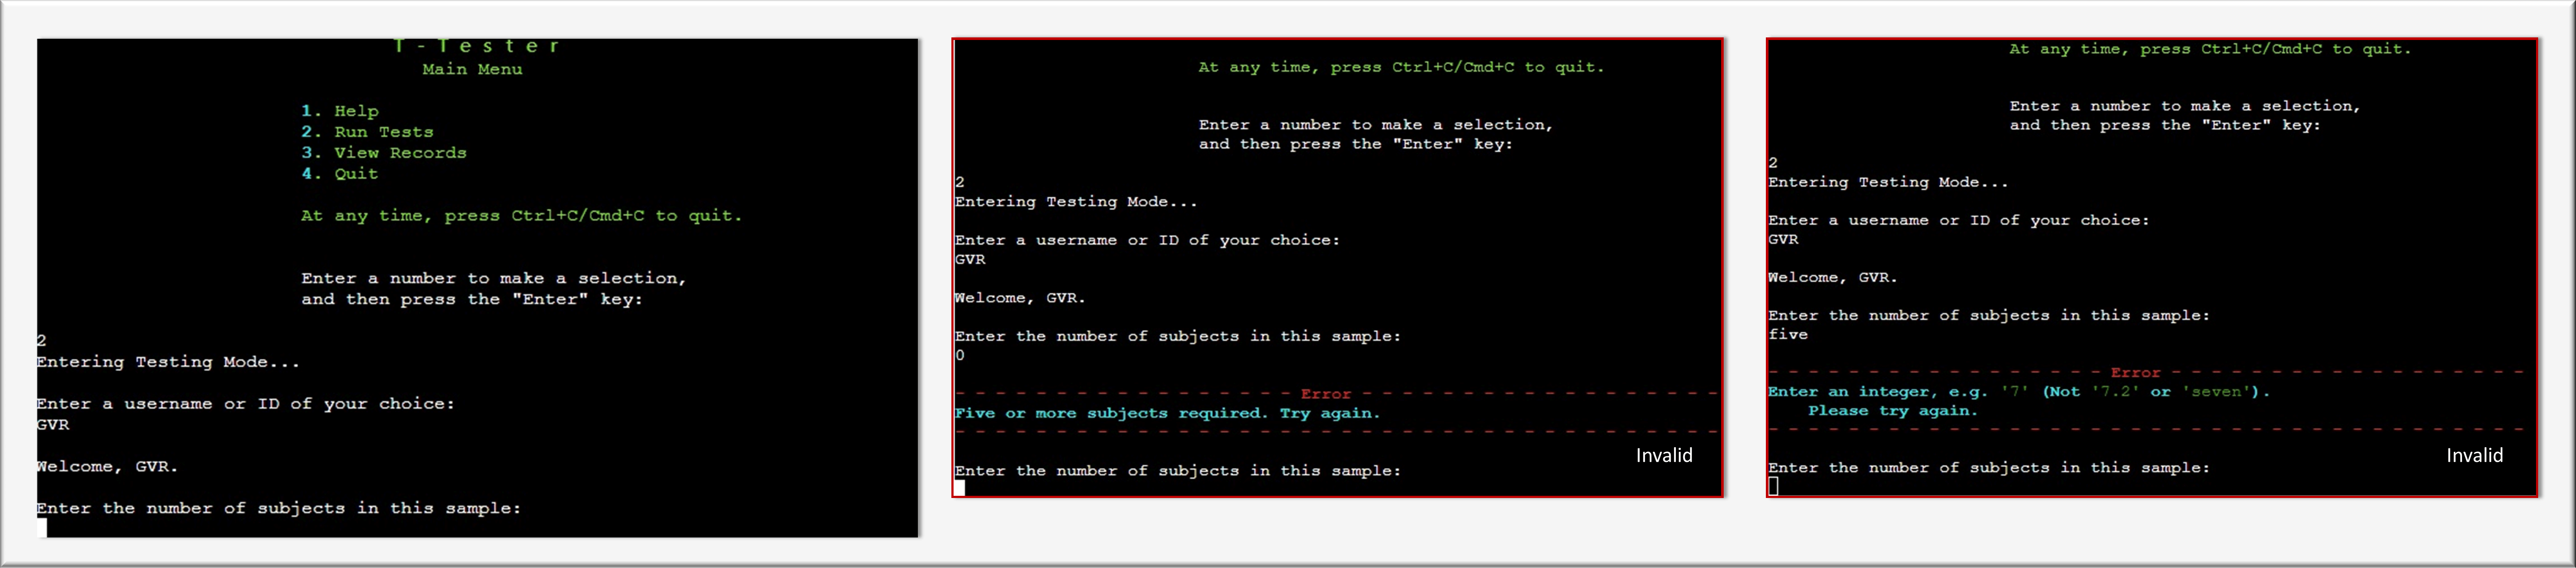 T - T e s t e r
Main Menu
1. Help
2. Run Tests
3. View Records
4. Quit
At any time, press Ctrl+C/Cmd+C to quit.
Enter a number to make a selection,
and then press the "Enter" key:
2
Entering Testing Mode...
Enter a username or ID of your choice:
GVR
Welcome, GVR.
Enter the number of subjects in this sample:
At any time, press Ctrl+C/Cmd+C to quit.
Enter a number to make a selection,
and then press the "Enter" key:
2
Entering Testing Mode...
Enter a username or ID of your choice:
GVR
Welcome, GVR.
Enter the number of subjects in this sample:
0
- - - - - - - - - - - - - - - - - Error - - - - - - - - - - - - - - - - - -
Five or more subjects required. Try again.
- - - - - - - - - - - - - - - - - - - - - - - - - - - - - - - - - - - - - -
Invalid
Enter the number of subjects in this sample:
At any time, press Ctrl+C/Cmd+C to quit.
Enter a number to make a selection,
and then press the "Enter" key:
2
Entering Testing Mode...
Enter a username or ID of your choice:
GVR
Welcome, GVR.
Enter the number of subjects in this sample:
five
- - - - - - - - - - - - - - - - - Error - - - - - - - - - - - - - - - - - -
Enter an integer, e.g. '7' (Not '7.2' or 'seven').
Please try again.
- - - - - - - - - - - - - - - - - - - - - - - - - - - - - - - - - - - - - -
Invalid
Enter the number of subjects in this sample: